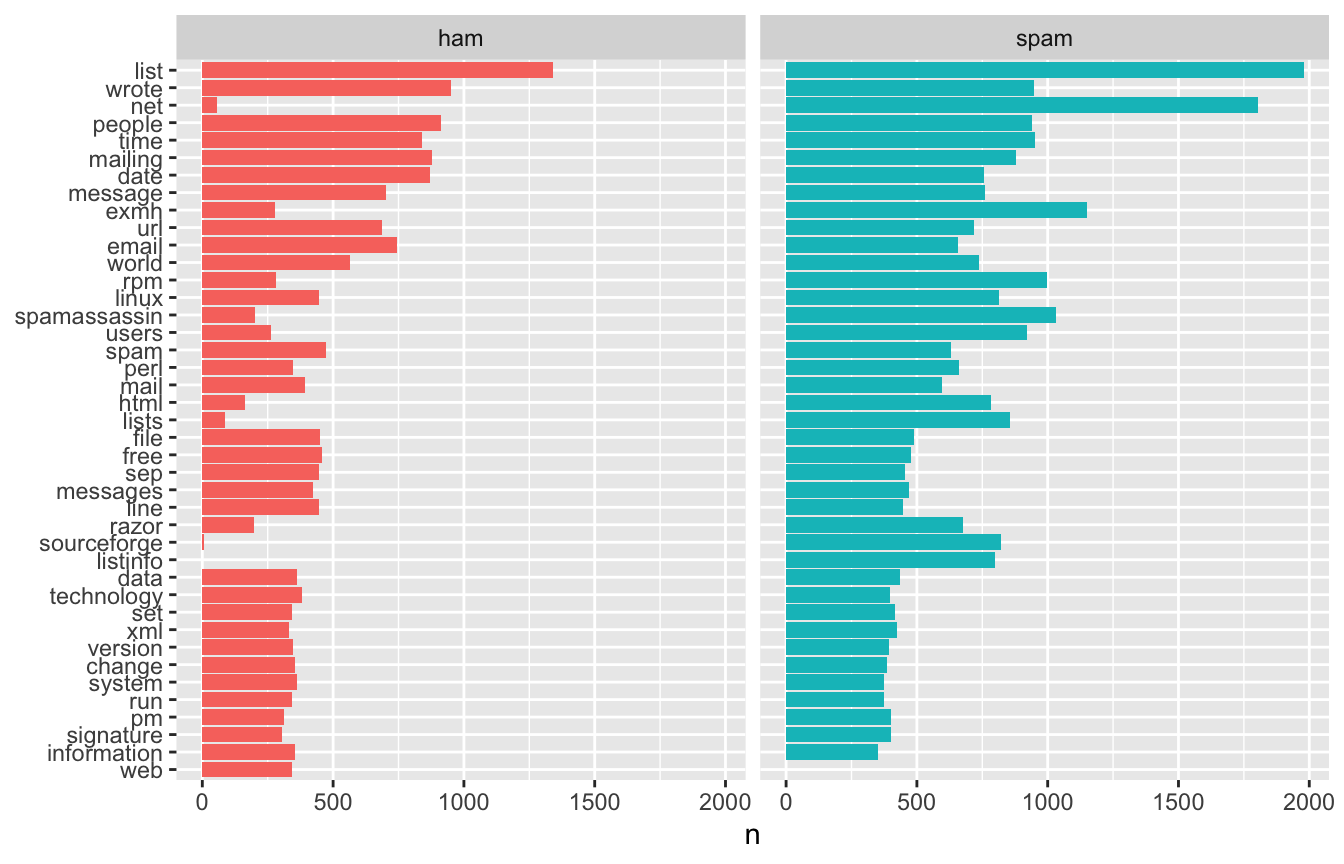 ham
spam
list
wrote
net
people
time
mailing
date
message
exmh
url
email
world
rpm
linux
spamassassin
users
spam
perl
mail
html
lists
file
free
sep
messages
line
razor
sourceforge
listinfo
data
technology
set
xml
version
change
system
run
pm
signature
information
web
0 500 1000 1500 2000
0 500 1000 1500 2000
n